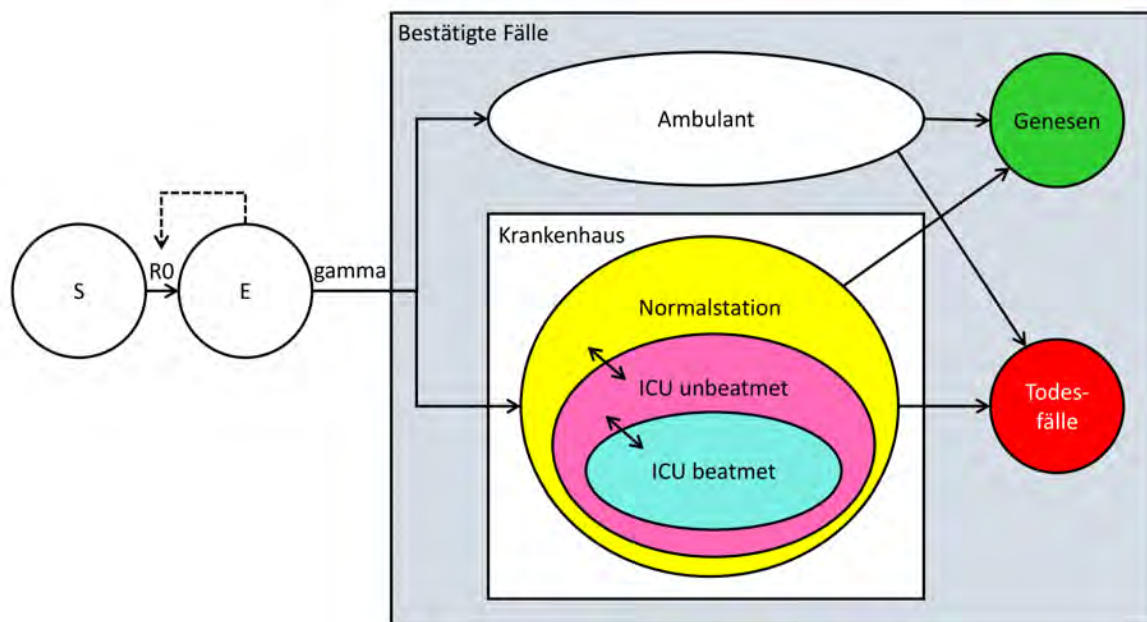 Bestätigte Fälle
Ambulant
Genesen
Krankenhaus
R0
S
E
gamma
Normalstation
ICU unbeatmet
ICU beatmet
Todes-
fälle